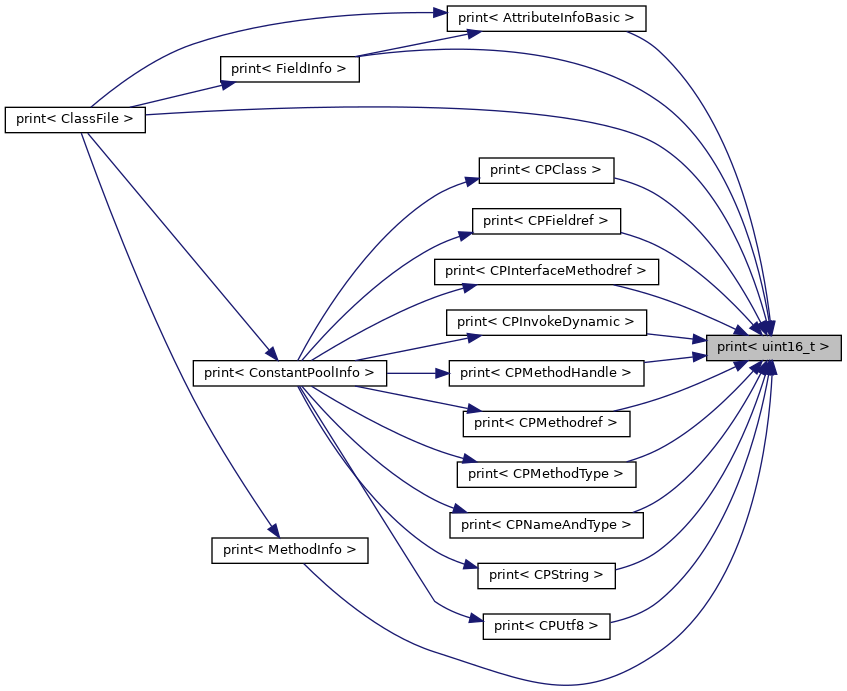 print< AttributeInfoBasic >
print< FieldInfo >
print< ClassFile >
print< CPClass >
print< CPFieldref >
print< CPInterfaceMethodref >
print< CPInvokeDynamic >
print< uint16_t >
print< ConstantPoolInfo >
print< CPMethodHandle >
print< CPMethodref >
print< CPMethodType >
print< CPNameAndType >
print< MethodInfo >
print< CPString >
print< CPUtf8 >